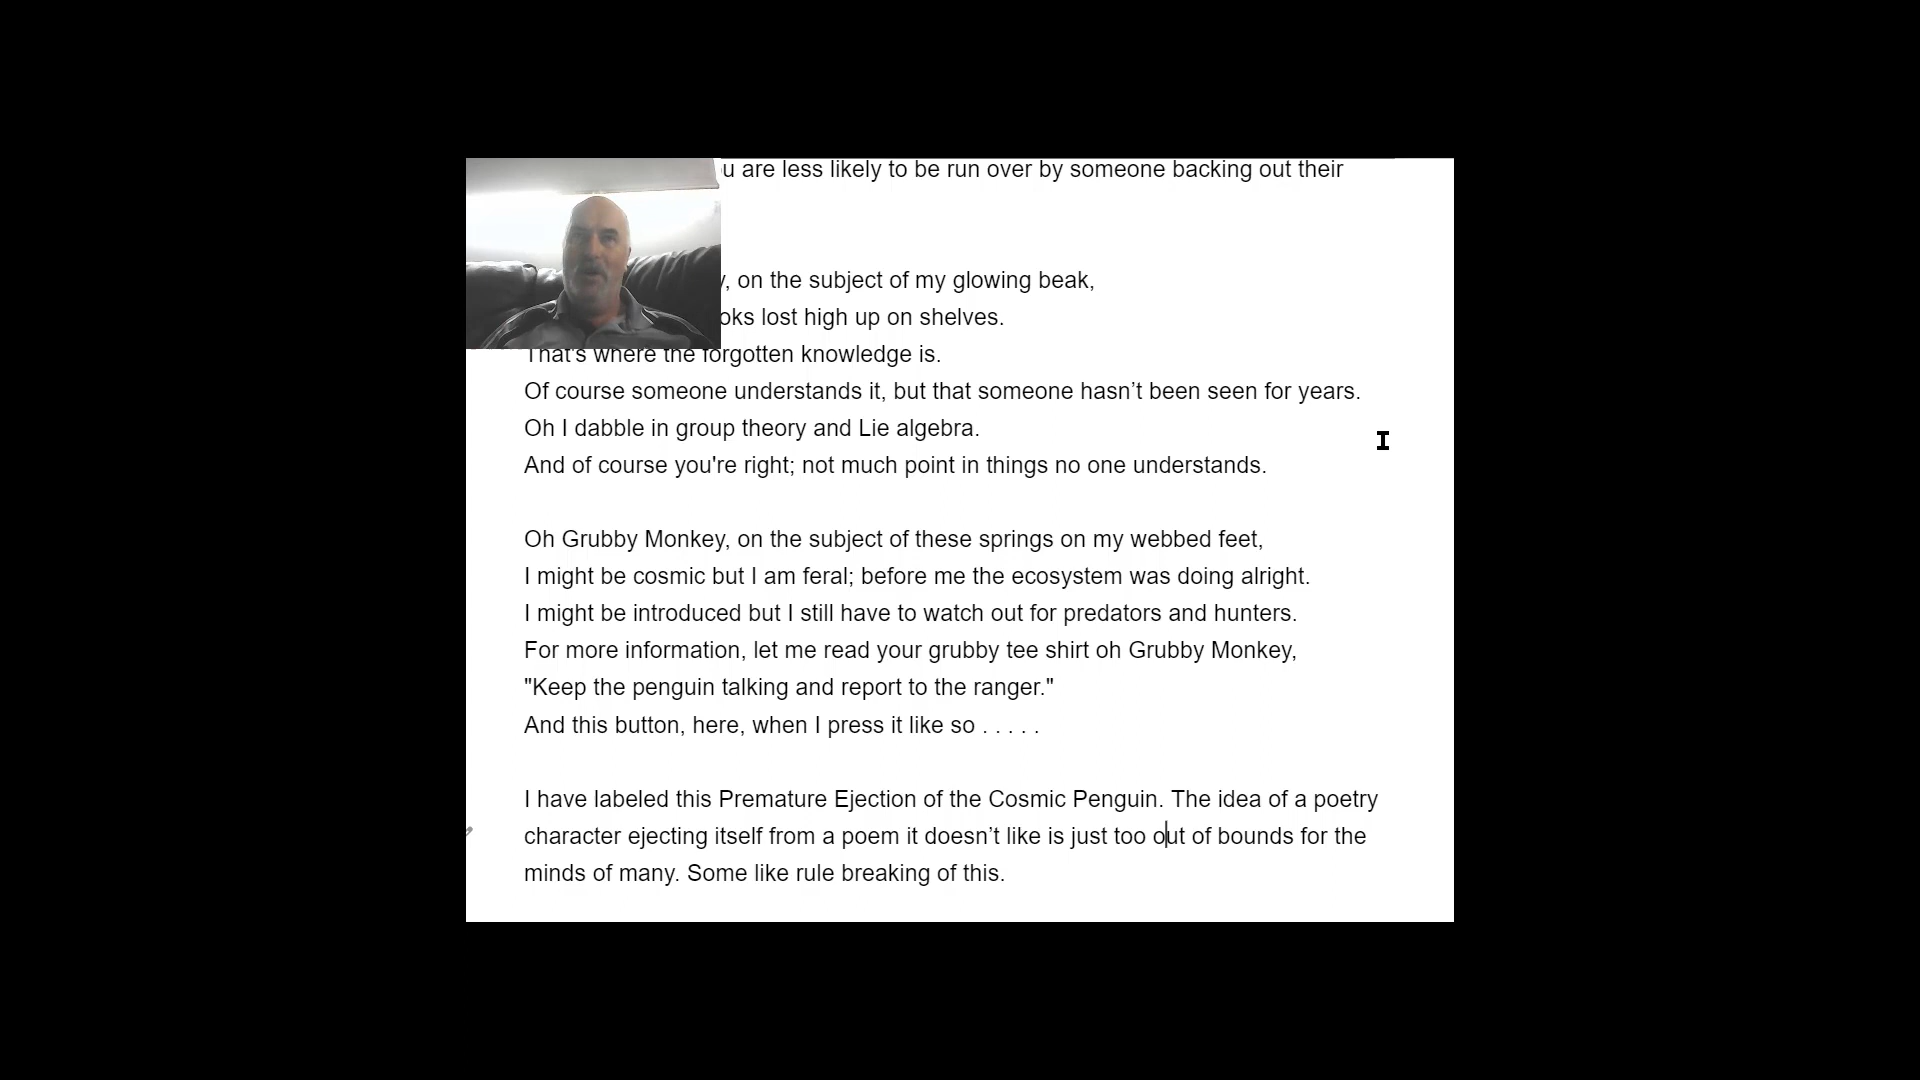 are less likely to be run over by someone backing out their
on the subject of my glowing beak,
lost high up on shelves.
That's where the forgotten knowledge is.
Of course someone understands it, but that someone hasn’t been seen for years.
Oh I dabble in group theory and Lie algebra.
And of course you're right; not much point in things no one understands.
Oh Grubby Monkey, on the subject of these springs on my webbed feet,
I might be cosmic but I am feral; before me the ecosystem was doing alright.
I might be introduced but I still have to watch out for predators and hunters.
For more information, let me read your grubby tee shirt oh Grubby Monkey,
"Keep the penguin talking and report to the ranger."
And this button, here, when I press it like so . . . . .
I have labeled this Premature Ejection of the Cosmic Penguin. The idea of a poetry
character ejecting itself from a poem it doesn’t like is just too out of bounds for the
minds of many. Some like rule breaking of this.